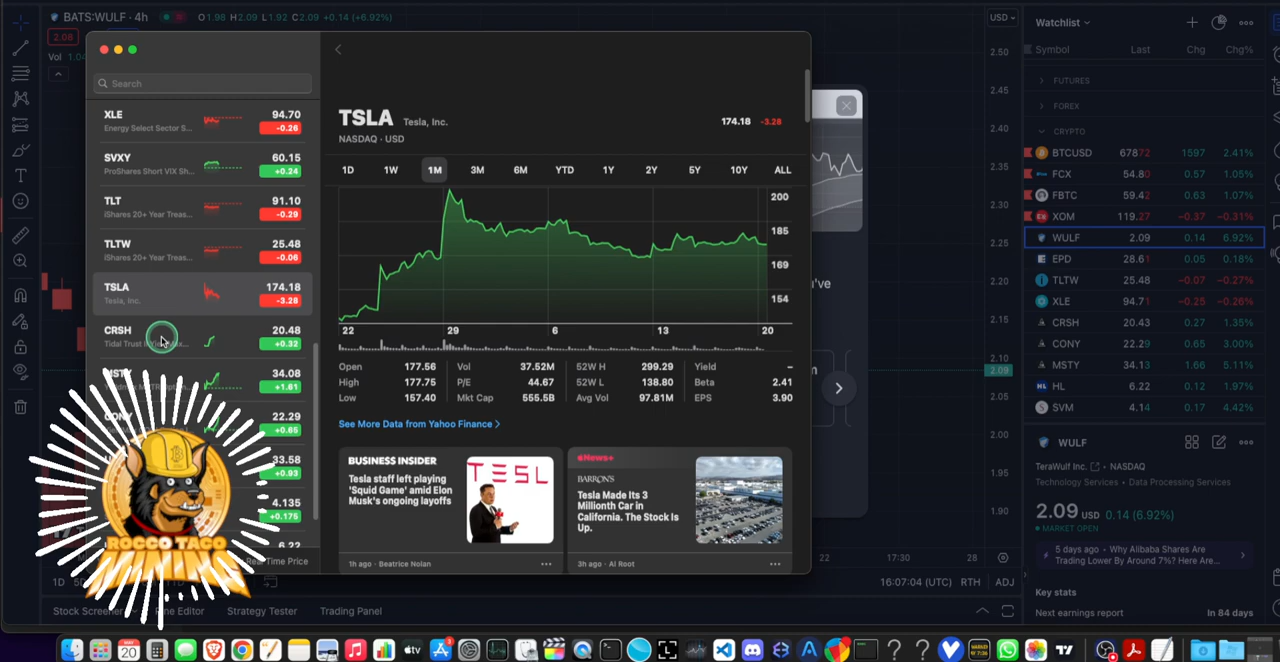 BATS:WULF · 4h
O1.98 H2.09 L1.92 C2.09 +0.14 (+6.92%)
USD
2.08
Vol
Search
XLE 94.70
Energy Select Sector S... -0.26
SVXY 60.15
ProShares Short VIX Sh... +0.24
TLT 91.10
iShares 20+ Year Treas... -0.29
TLTW 25.48
iShares 20+ Year Treas... -0.06
TSLA 174.18
Tesla, Inc. -3.28
CRSH 20.48
Tidal Trust +0.32
34.08
+1.81
22.29
+0.65
33.58
+0.93
4.135
+0.175
6.22
Real Time Price
ROCCO TACO
TSLA Tesla, Inc. 174.18 -3.28
NASDAQ · USD
1D 1W 1M 3M 6M YTD 1Y 2Y 5Y 10Y ALL
200
185
169
154
22 29 6 13 20
Open 177.56 Vol 37.52M 52W H 299.29 Yield –
High 177.75 P/E 44.67 52W L 138.80 Beta 2.41
Low 157.40 Mkt Cap 555.5B Avg Vol 97.81M EPS 3.90
See More Data from Yahoo Finance >
BUSINESS INSIDER
Tesla staff left playing
'Squid Game' amid Elon
Musk's ongoing layoffs
TESL
1h ago · Beatrice Nolan
News+
BARRON'S
Tesla Made Its 3
Millionth Car in
California. The Stock Is
Up.
3h ago · Al Root
've
2.50
2.45
2.40
2.35
2.30
2.25
2.20
2.15
2.10
2.09
2.05
2.00
1.95
1.90
22 17:30 28
1D
16:07:04 (UTC) RTH ADJ
Stock Screener Pine Editor Strategy Tester Trading Panel
Watchlist
Symbol Last Chg Chg%
FUTURES
FOREX
CRYPTO
BTCUSD 67872 1597 2.41%
FCX 54.80 0.57 1.05%
FBTC 59.42 0.63 1.07%
XOM 119.27 −0.37 −0.31%
WULF 2.09 0.14 6.92%
EPD 28.61 0.05 0.18%
TLTW 25.48 −0.07 −0.27%
XLE 94.71 −0.25 −0.26%
CRSH 20.43 0.27 1.35%
CONY 22.29 0.65 3.00%
MSTY 34.13 1.66 5.11%
HL 6.22 0.12 1.97%
SVM 4.14 0.17 4.42%
WULF
TeraWulf Inc. · NASDAQ
Technology Services · Data Processing Services
2.09 USD 0.14 (6.92%)
MARKET OPEN
5 days ago · Why Alibaba Shares Are
Trading Lower By Around 7%? Here Are...
Key stats
Next earnings report In 84 days
MAY
20
tv
3